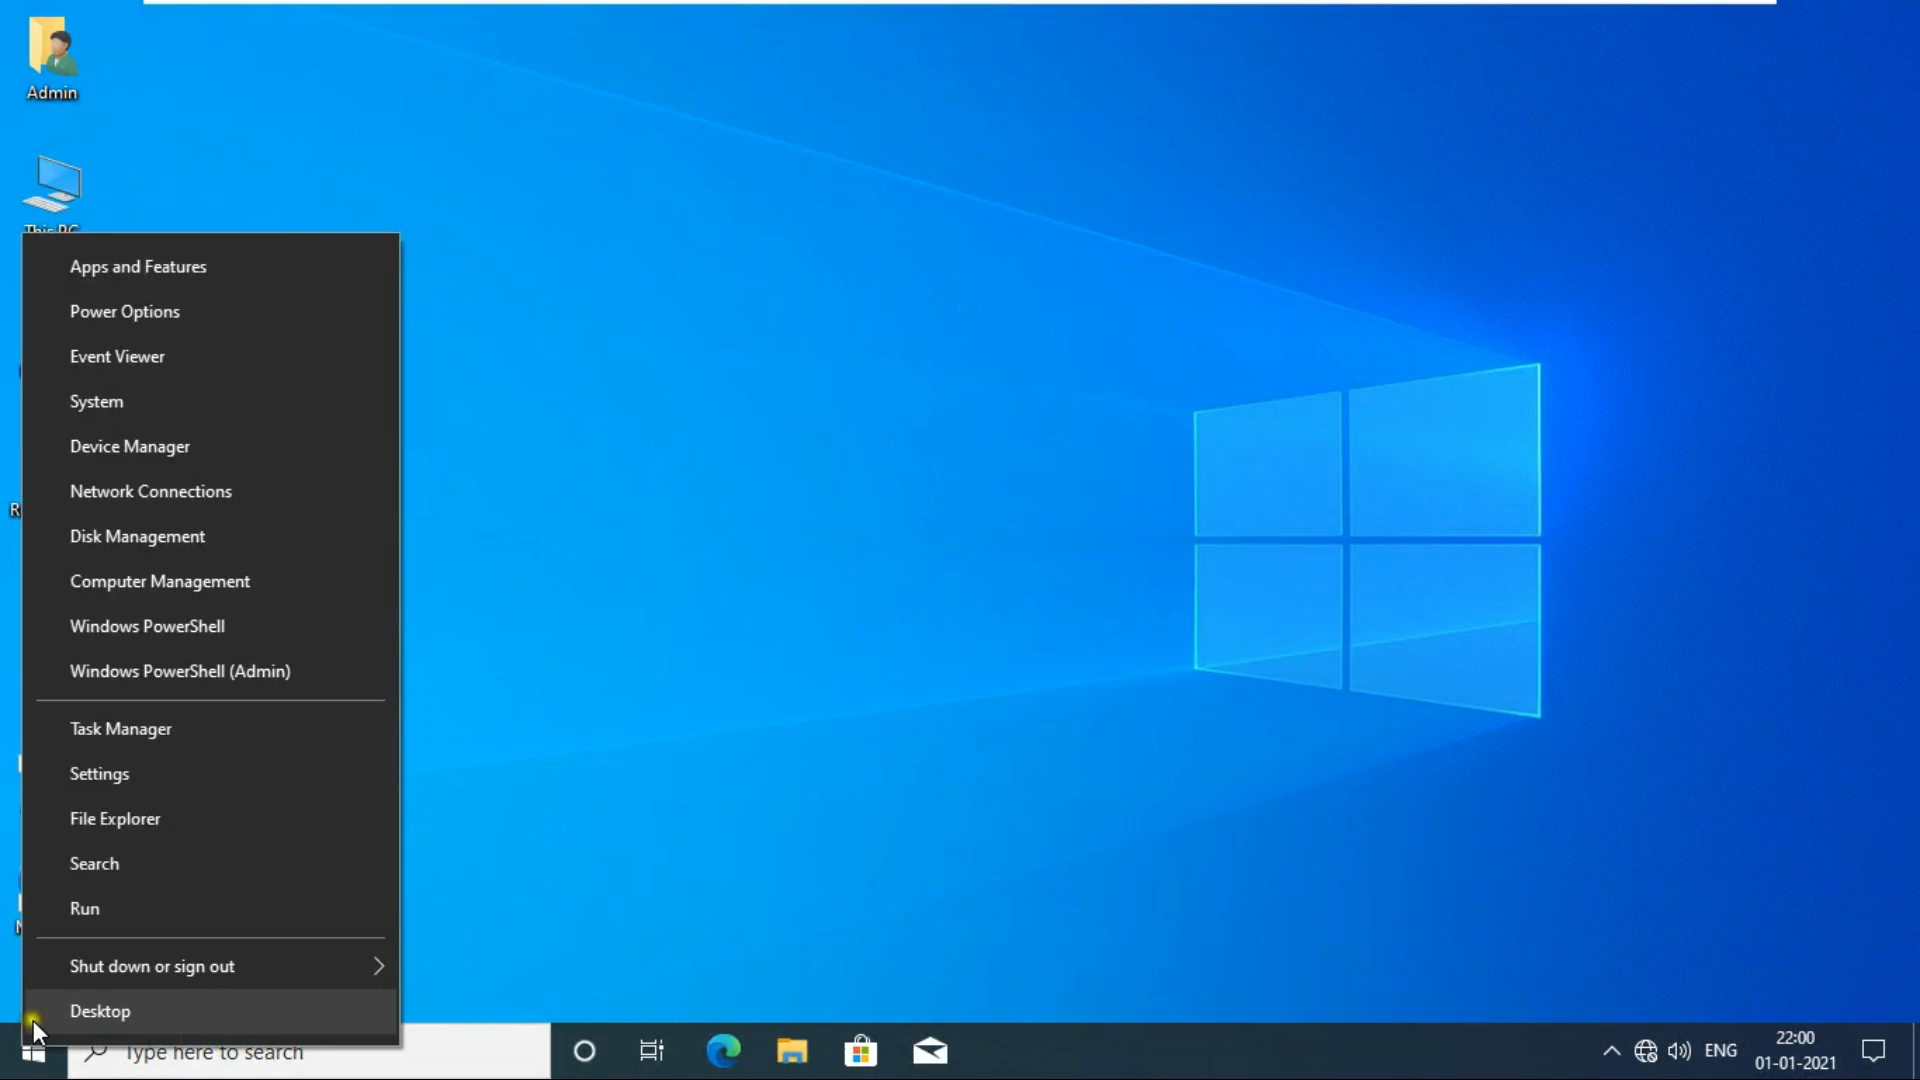 Admin
This PC
Apps and Features
Power Options
Event Viewer
System
Device Manager
Network Connections
Disk Management
Computer Management
Windows PowerShell
Windows PowerShell (Admin)
Task Manager
Settings
File Explorer
Search
Run
Shut down or sign out
Desktop
Type here to search
ENG
22:00
01-01-2021